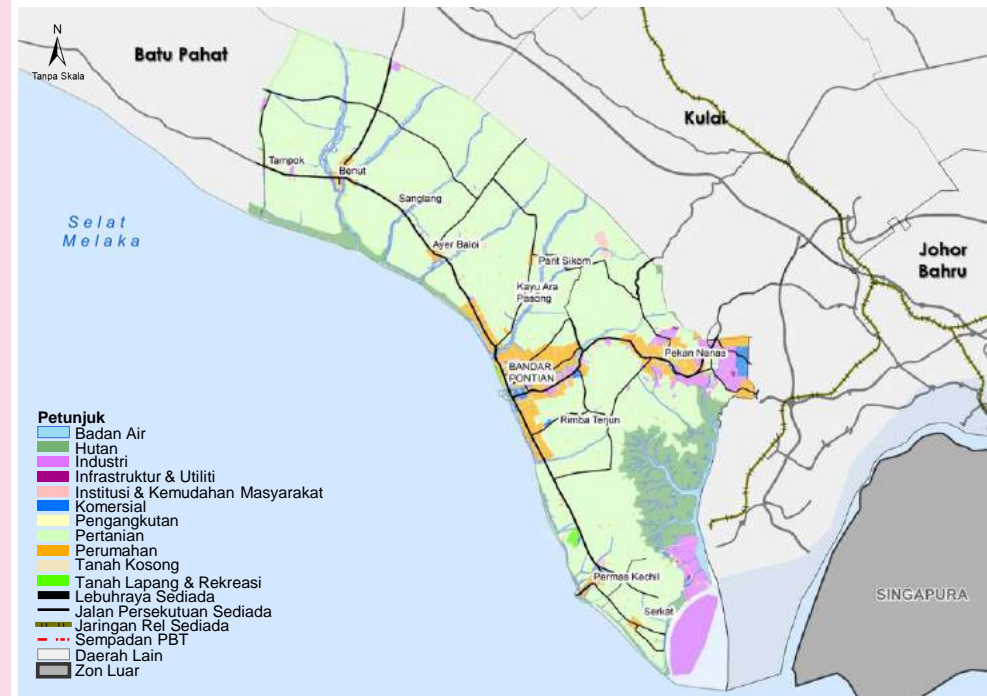 N
Tanpa Skala
Batu Pahat
Kulai
Johor
Bahru
Selat
Melaka
Tampok
Benut
Sanglang
Ayer Baloi
Parit Sikom
Kayu Ara
Pasong
BANDAR
PONTIAN
Pekan Nanas
Rimba Terjun
Permas Kechil
Serkat
SINGAPURA
Petunjuk
Badan Air
Hutan
Industri
Infrastruktur & Utiliti
Institusi & Kemudahan Masyarakat
Komersial
Pengangkutan
Pertanian
Perumahan
Tanah Kosong
Tanah Lapang & Rekreasi
Lebuhraya Sediada
Jalan Persekutuan Sediada
Jaringan Rel Sediada
Sempadan PBT
Daerah Lain
Zon Luar